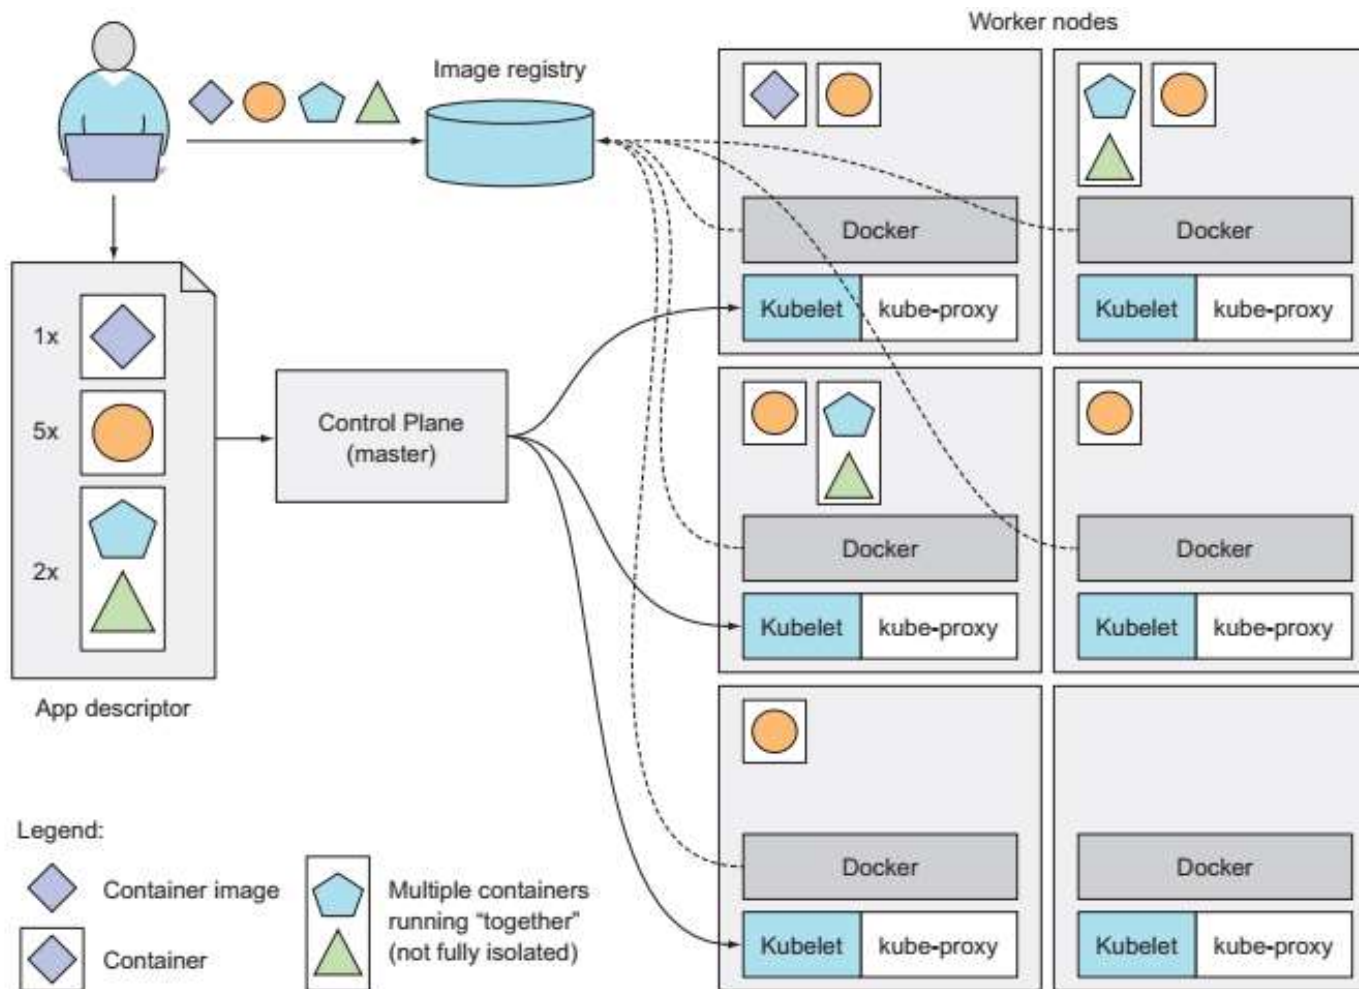 Worker nodes
Image registry
Docker
Kubelet
kube-proxy
Docker
Kubelet
kube-proxy
1x
5x
2x
App descriptor
Control Plane
(master)
Docker
Kubelet
kube-proxy
Docker
Kubelet
kube-proxy
Docker
Kubelet
kube-proxy
Docker
Kubelet
kube-proxy
Legend:
Container image
Container
Multiple containers
running “together”
(not fully isolated)